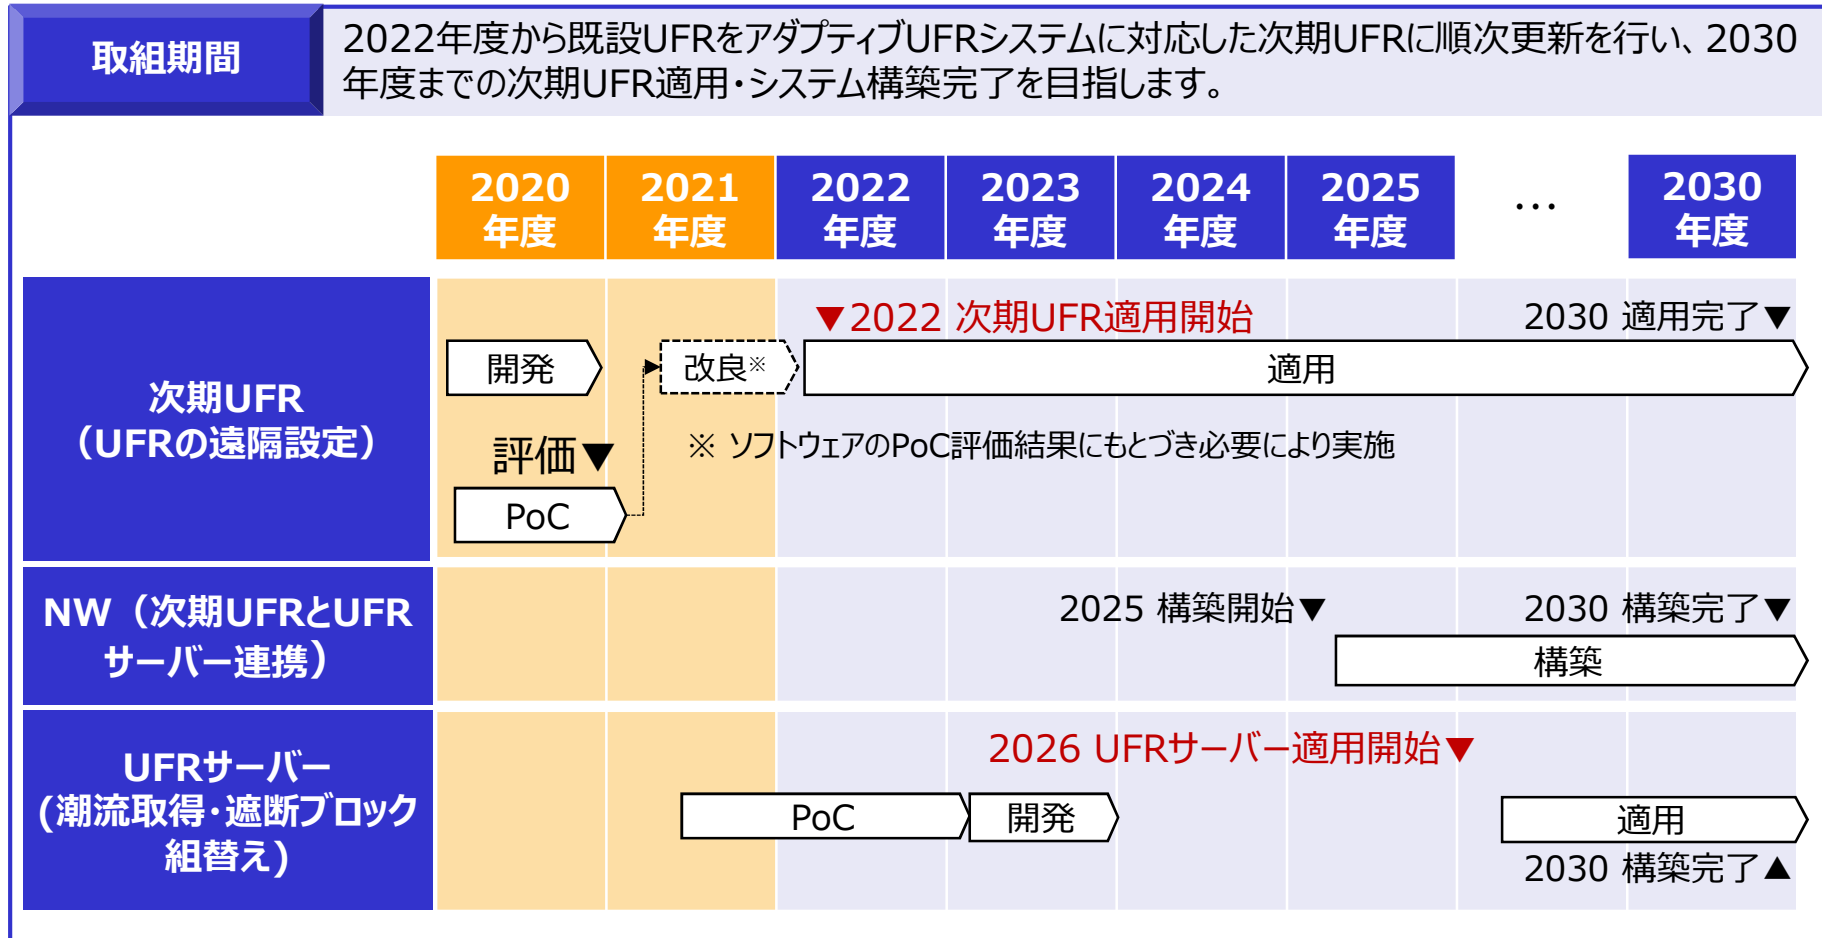 取組期間
2022年度から既設UFRをアダプティブUFRシステムに対応した次期UFRに順次更新を行い、2030
年度までの次期UFR適用・システム構築完了を目指します。
2020
年度
2021
年度
2022
年度
2023
年度
2024
年度
2025
年度
…
2030
年度
次期UFR
（UFRの遠隔設定）
▼2022 次期UFR適用開始
2030 適用完了▼
開発
改良※
適用
評価▼
※ ソフトウェアのPoC評価結果にもとづき必要により実施
PoC
NW（次期UFRとUFR
サーバー連携）
2025 構築開始▼
2030 構築完了▼
構築
UFRサーバー
(潮流取得・遮断ブロック
組替え)
2026 UFRサーバー適用開始▼
PoC
開発
適用
2030 構築完了▲